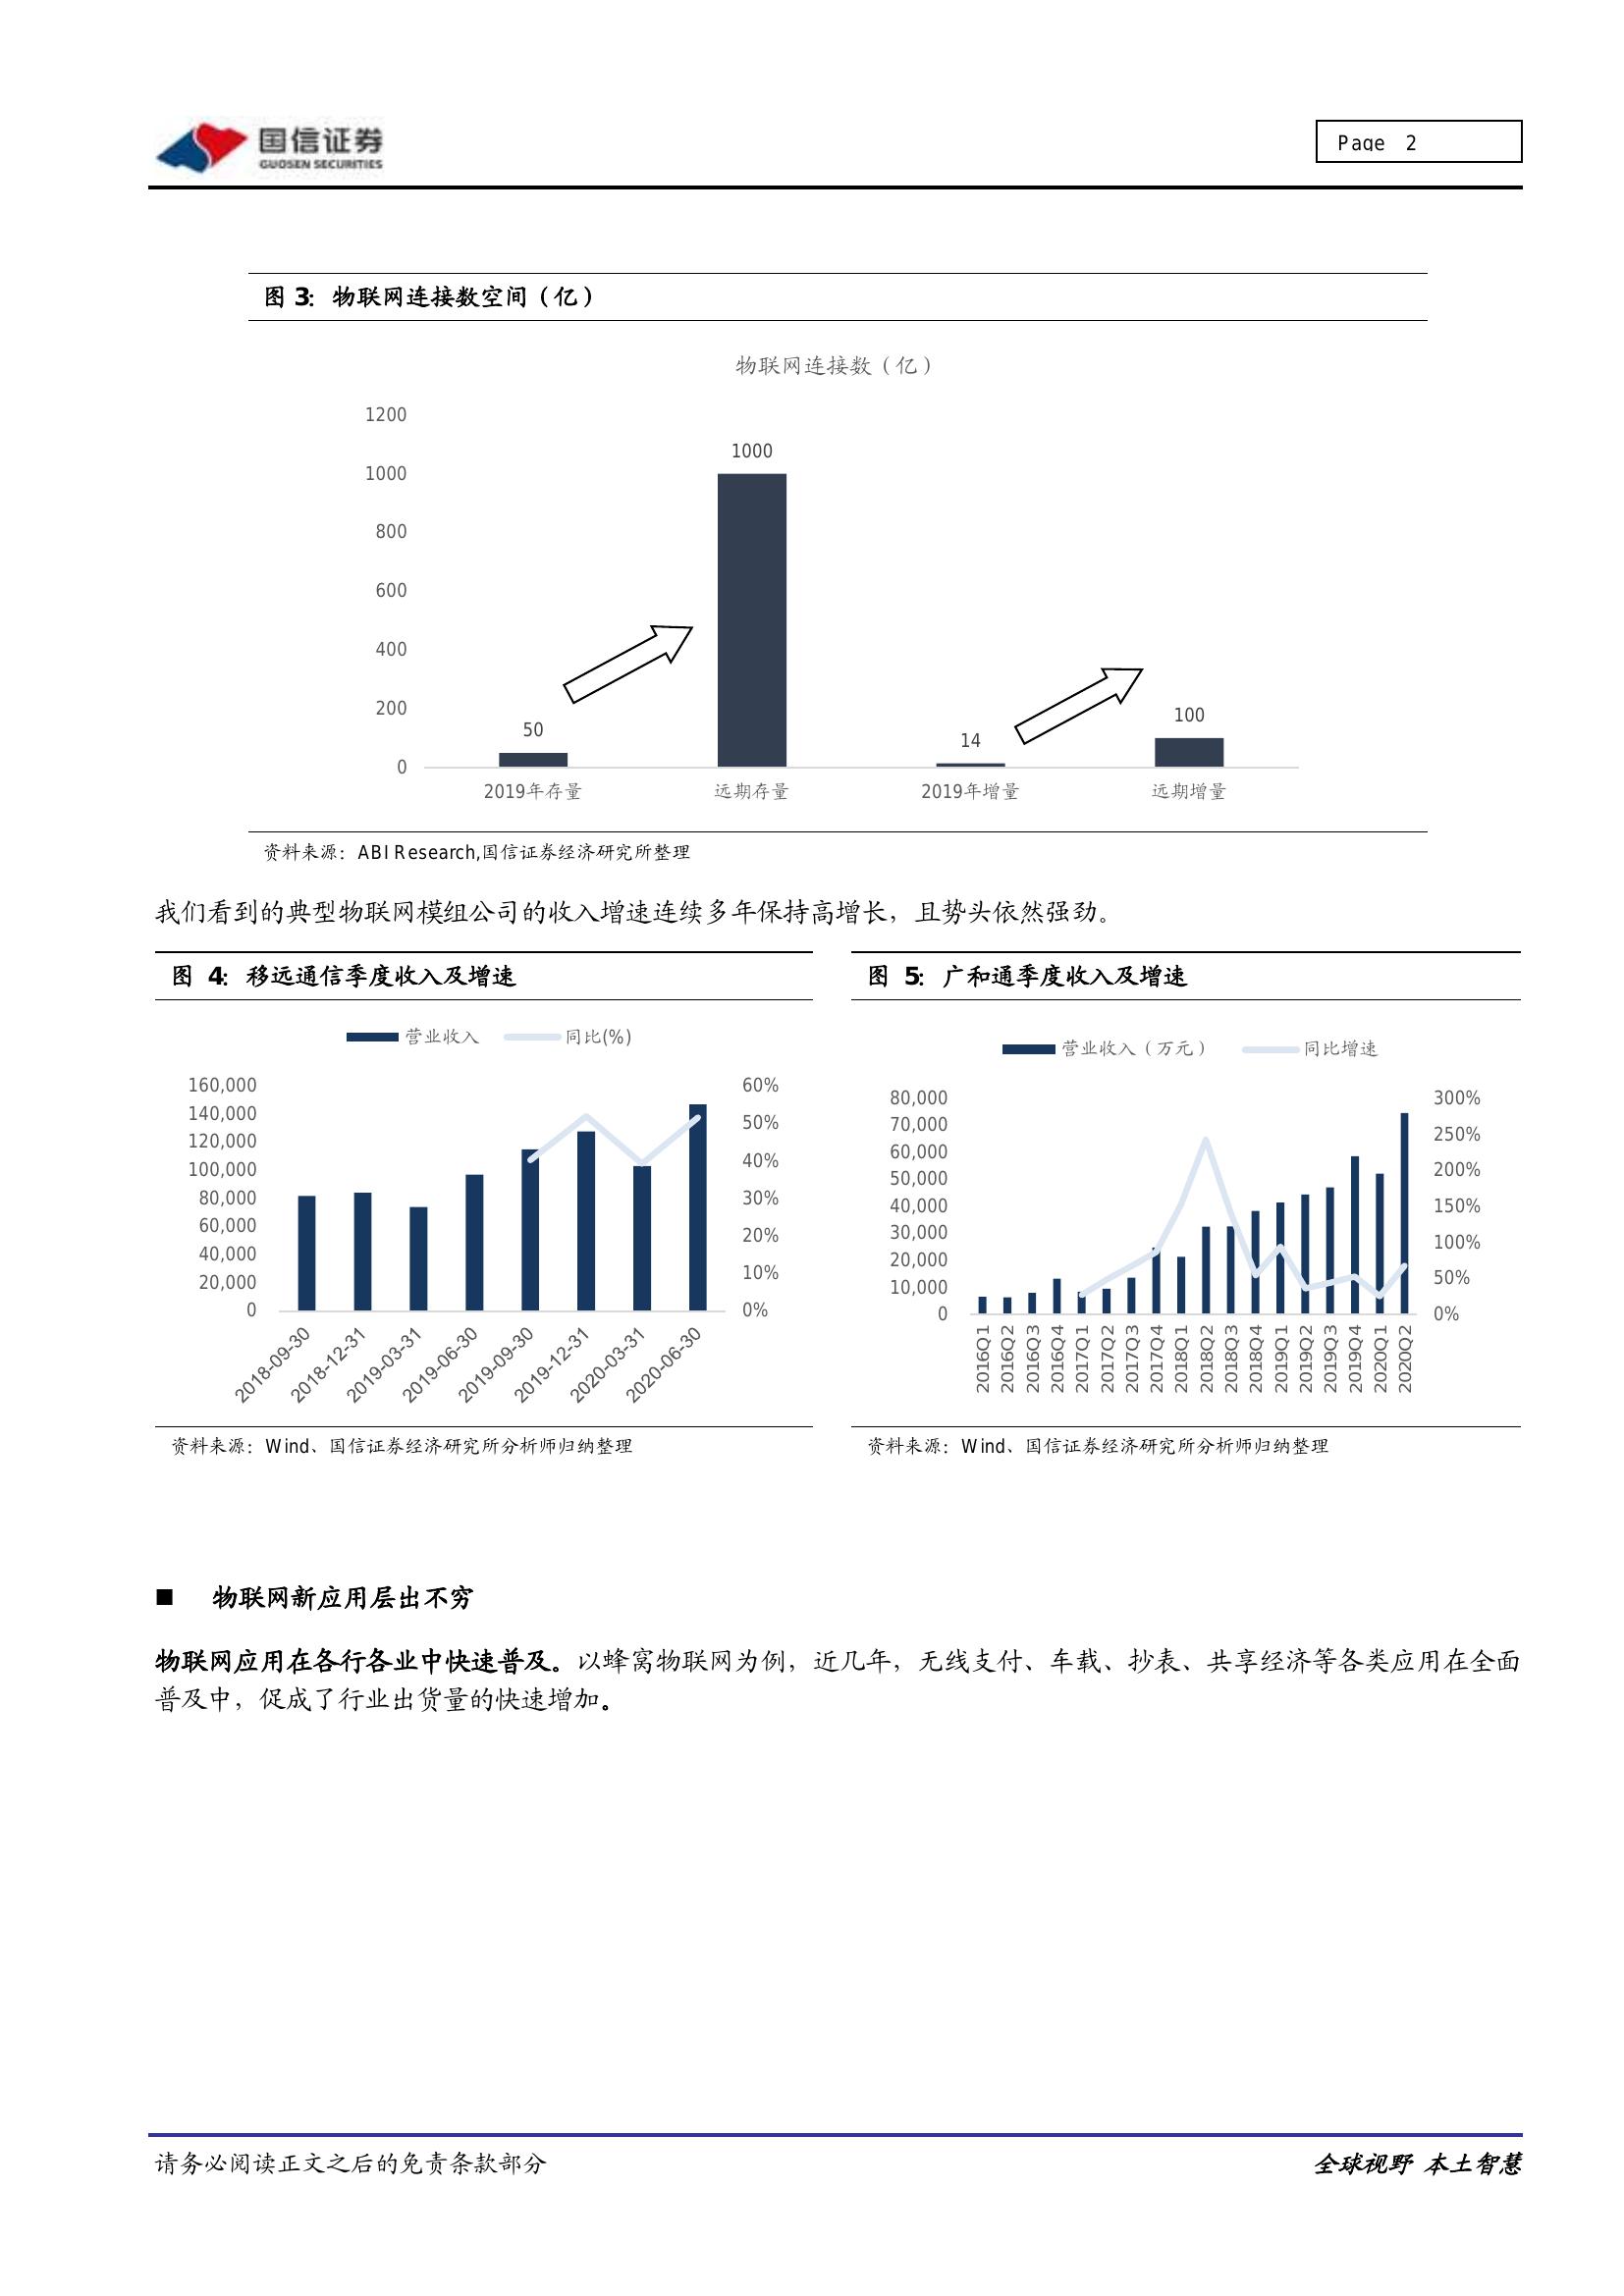 国信证券
GUOSEN SECURITIES
Page 2
图 3: 物联网连接数空间（亿）
物联网连接数（亿）
1200
1000
800
600
400
200
0
50
1000
14
100
2019年存量
远期存量
2019年增量
远期增量
资料来源：ABI Research,国信证券经济研究所整理
我们看到的典型物联网模组公司的收入增速连续多年保持高增长，且势头依然强劲。
图 4: 移远通信季度收入及增速
营业收入
同比(%)
160,000
140,000
120,000
100,000
80,000
60,000
40,000
20,000
0
60%
50%
40%
30%
20%
10%
0%
2018-09-30
2018-12-31
2019-03-31
2019-06-30
2019-09-30
2019-12-31
2020-03-31
2020-06-30
资料来源：Wind、国信证券经济研究所分析师归纳整理
图 5: 广和通季度收入及增速
营业收入（万元）
同比增速
80,000
70,000
60,000
50,000
40,000
30,000
20,000
10,000
0
300%
250%
200%
150%
100%
50%
0%
2016Q1
2016Q2
2016Q3
2016Q4
2017Q1
2017Q2
2017Q3
2017Q4
2018Q1
2018Q2
2018Q3
2018Q4
2019Q1
2019Q2
2019Q3
2019Q4
2020Q1
2020Q2
资料来源：Wind、国信证券经济研究所分析师归纳整理
■ 物联网新应用层出不穷
物联网应用在各行各业中快速普及。以蜂窝物联网为例，近几年，无线支付、车载、抄表、共享经济等各类应用在全面
普及中，促成了行业出货量的快速增加。
请务必阅读正文之后的免责条款部分
全球视野 本土智慧